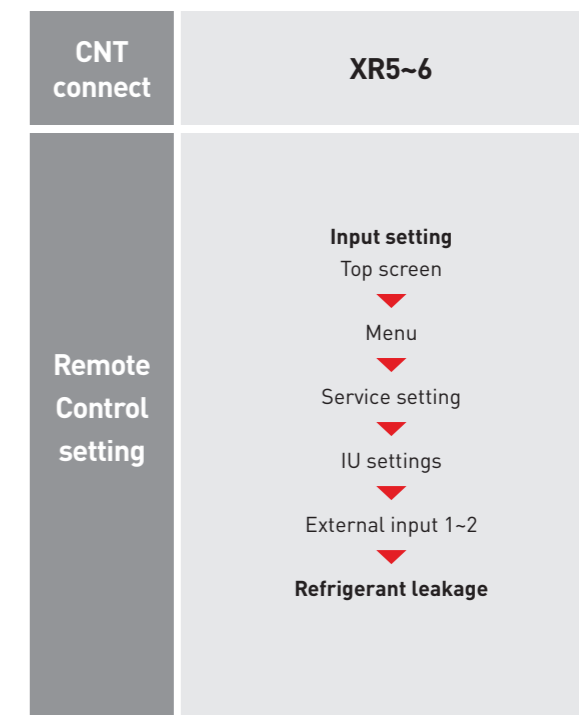 CNT
connect
XR5~6
Remote
Control
setting
Input setting
Top screen
Menu
Service setting
IU settings
External input 1~2
Refrigerant leakage